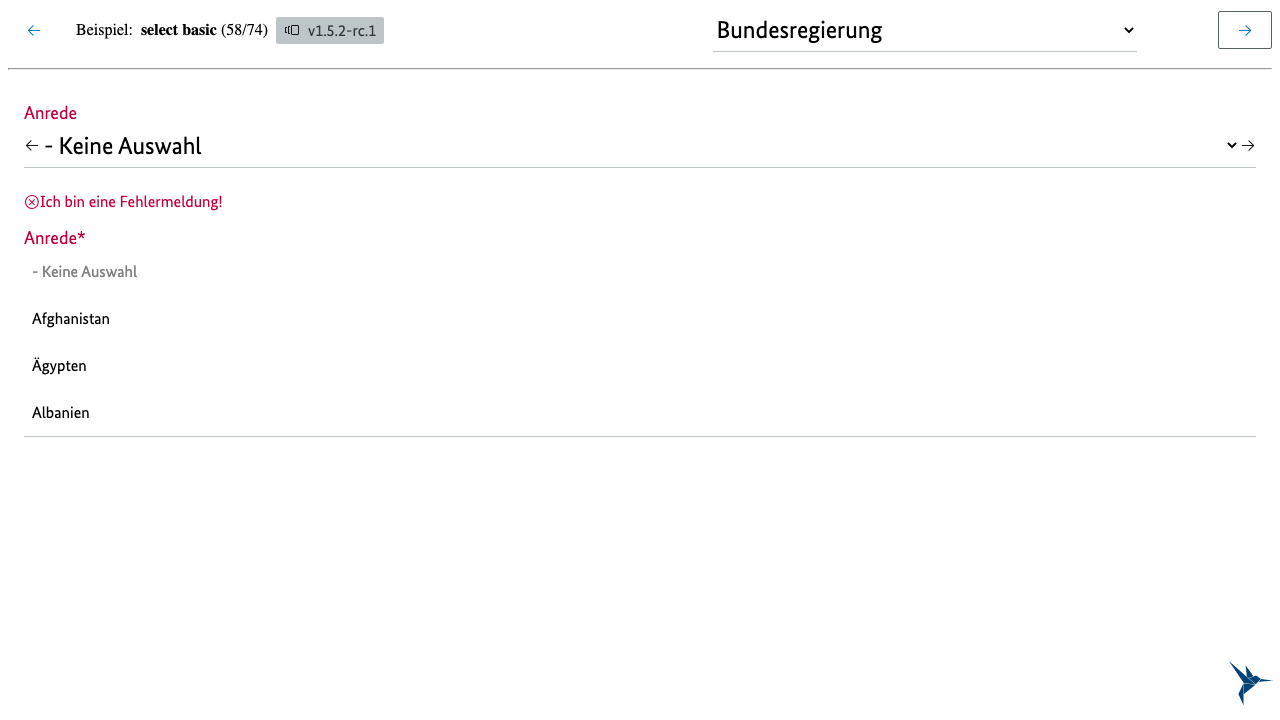 Beispiel: select basic (58/74) v1.5.2-rc.1 Bundesregierung
Anrede
- Keine Auswahl
Ich bin eine Fehlermeldung!
Anrede*
- Keine Auswahl
Afghanistan
Ägypten
Albanien